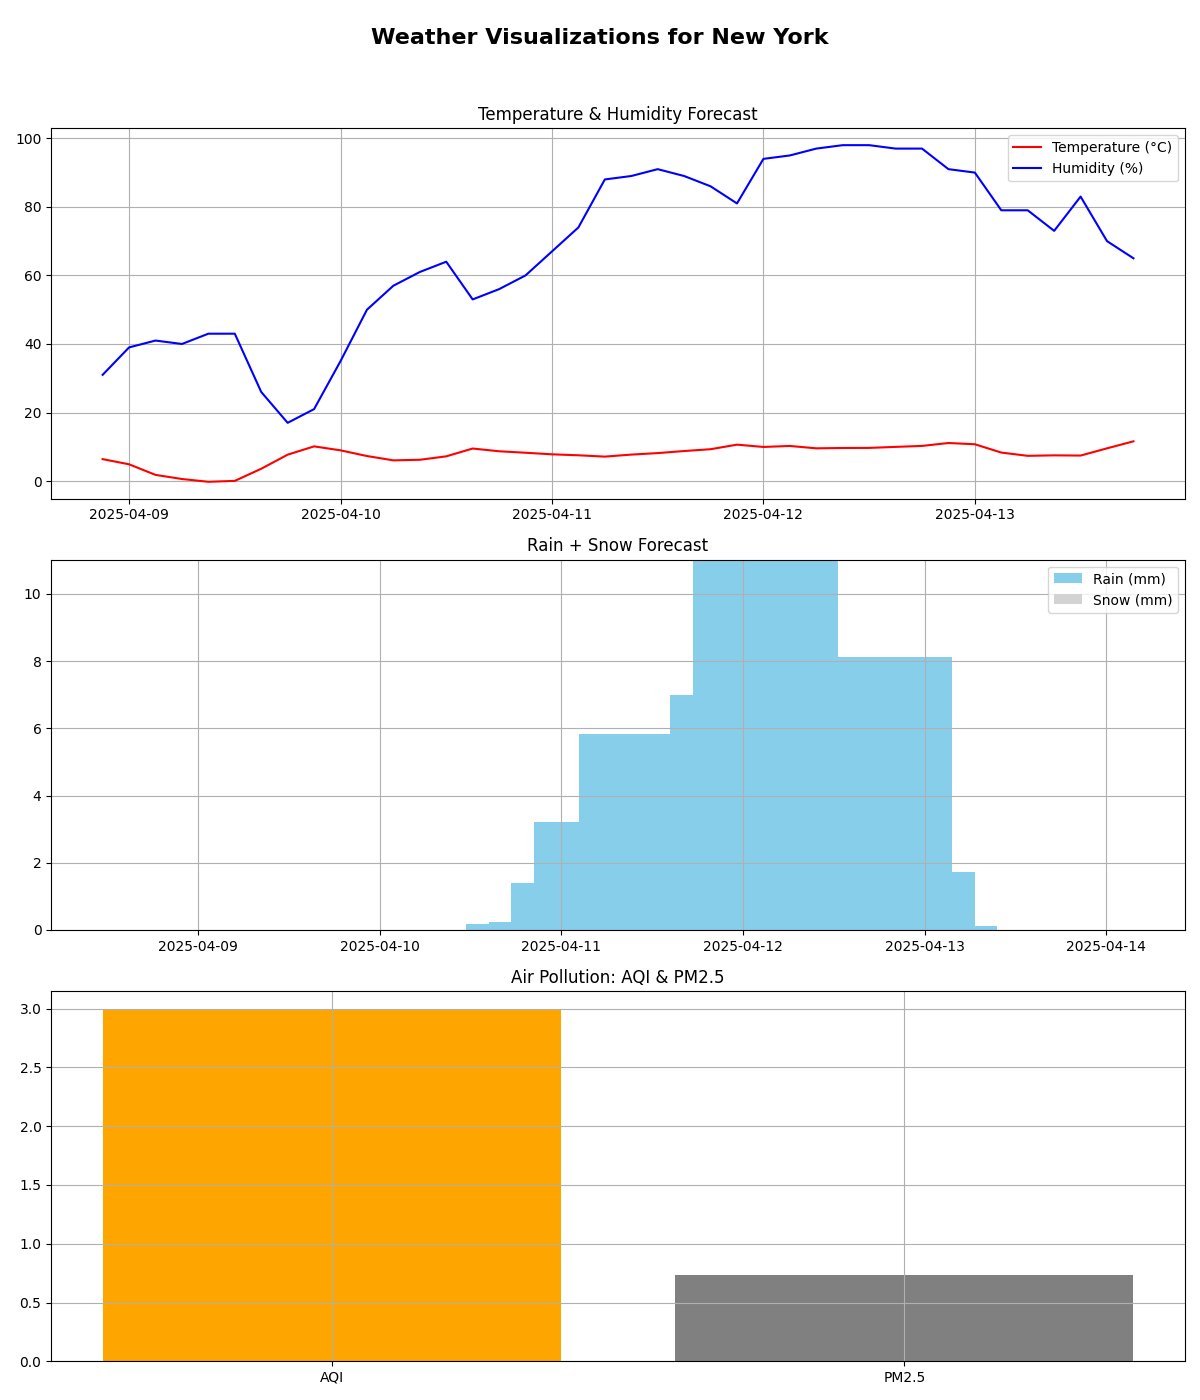 Weather Visualizations for New York
Temperature & Humidity Forecast
100
80
60
40
20
0
Temperature (°C)
Humidity (%)
2025-04-09 2025-04-10 2025-04-11 2025-04-12 2025-04-13
Rain + Snow Forecast
10
8
6
4
2
0
Rain (mm)
Snow (mm)
2025-04-09 2025-04-10 2025-04-11 2025-04-12 2025-04-13 2025-04-14
Air Pollution: AQI & PM2.5
3.0
2.5
2.0
1.5
1.0
0.5
0.0
AQI PM2.5